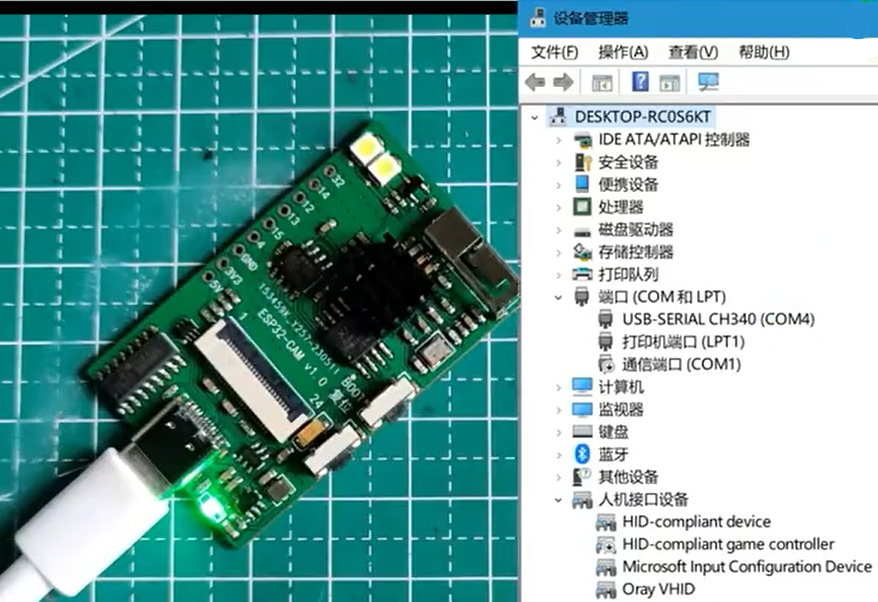 32
14
12
13
15
4
GND
3V3
5V
1
ESP32-CAM v1.0
24
BOOT
复位
设备管理器
文件(F) 操作(A) 查看(V) 帮助(H)
DESKTOP-RC0S6KT
IDE ATA/ATAPI 控制器
安全设备
便携设备
处理器
磁盘驱动器
存储控制器
打印队列
端口 (COM 和 LPT)
USB-SERIAL CH340 (COM4)
打印机端口 (LPT1)
通信端口 (COM1)
计算机
监视器
键盘
蓝牙
其他设备
人机接口设备
HID-compliant device
HID-compliant game controller
Microsoft Input Configuration Device
Oray VHID